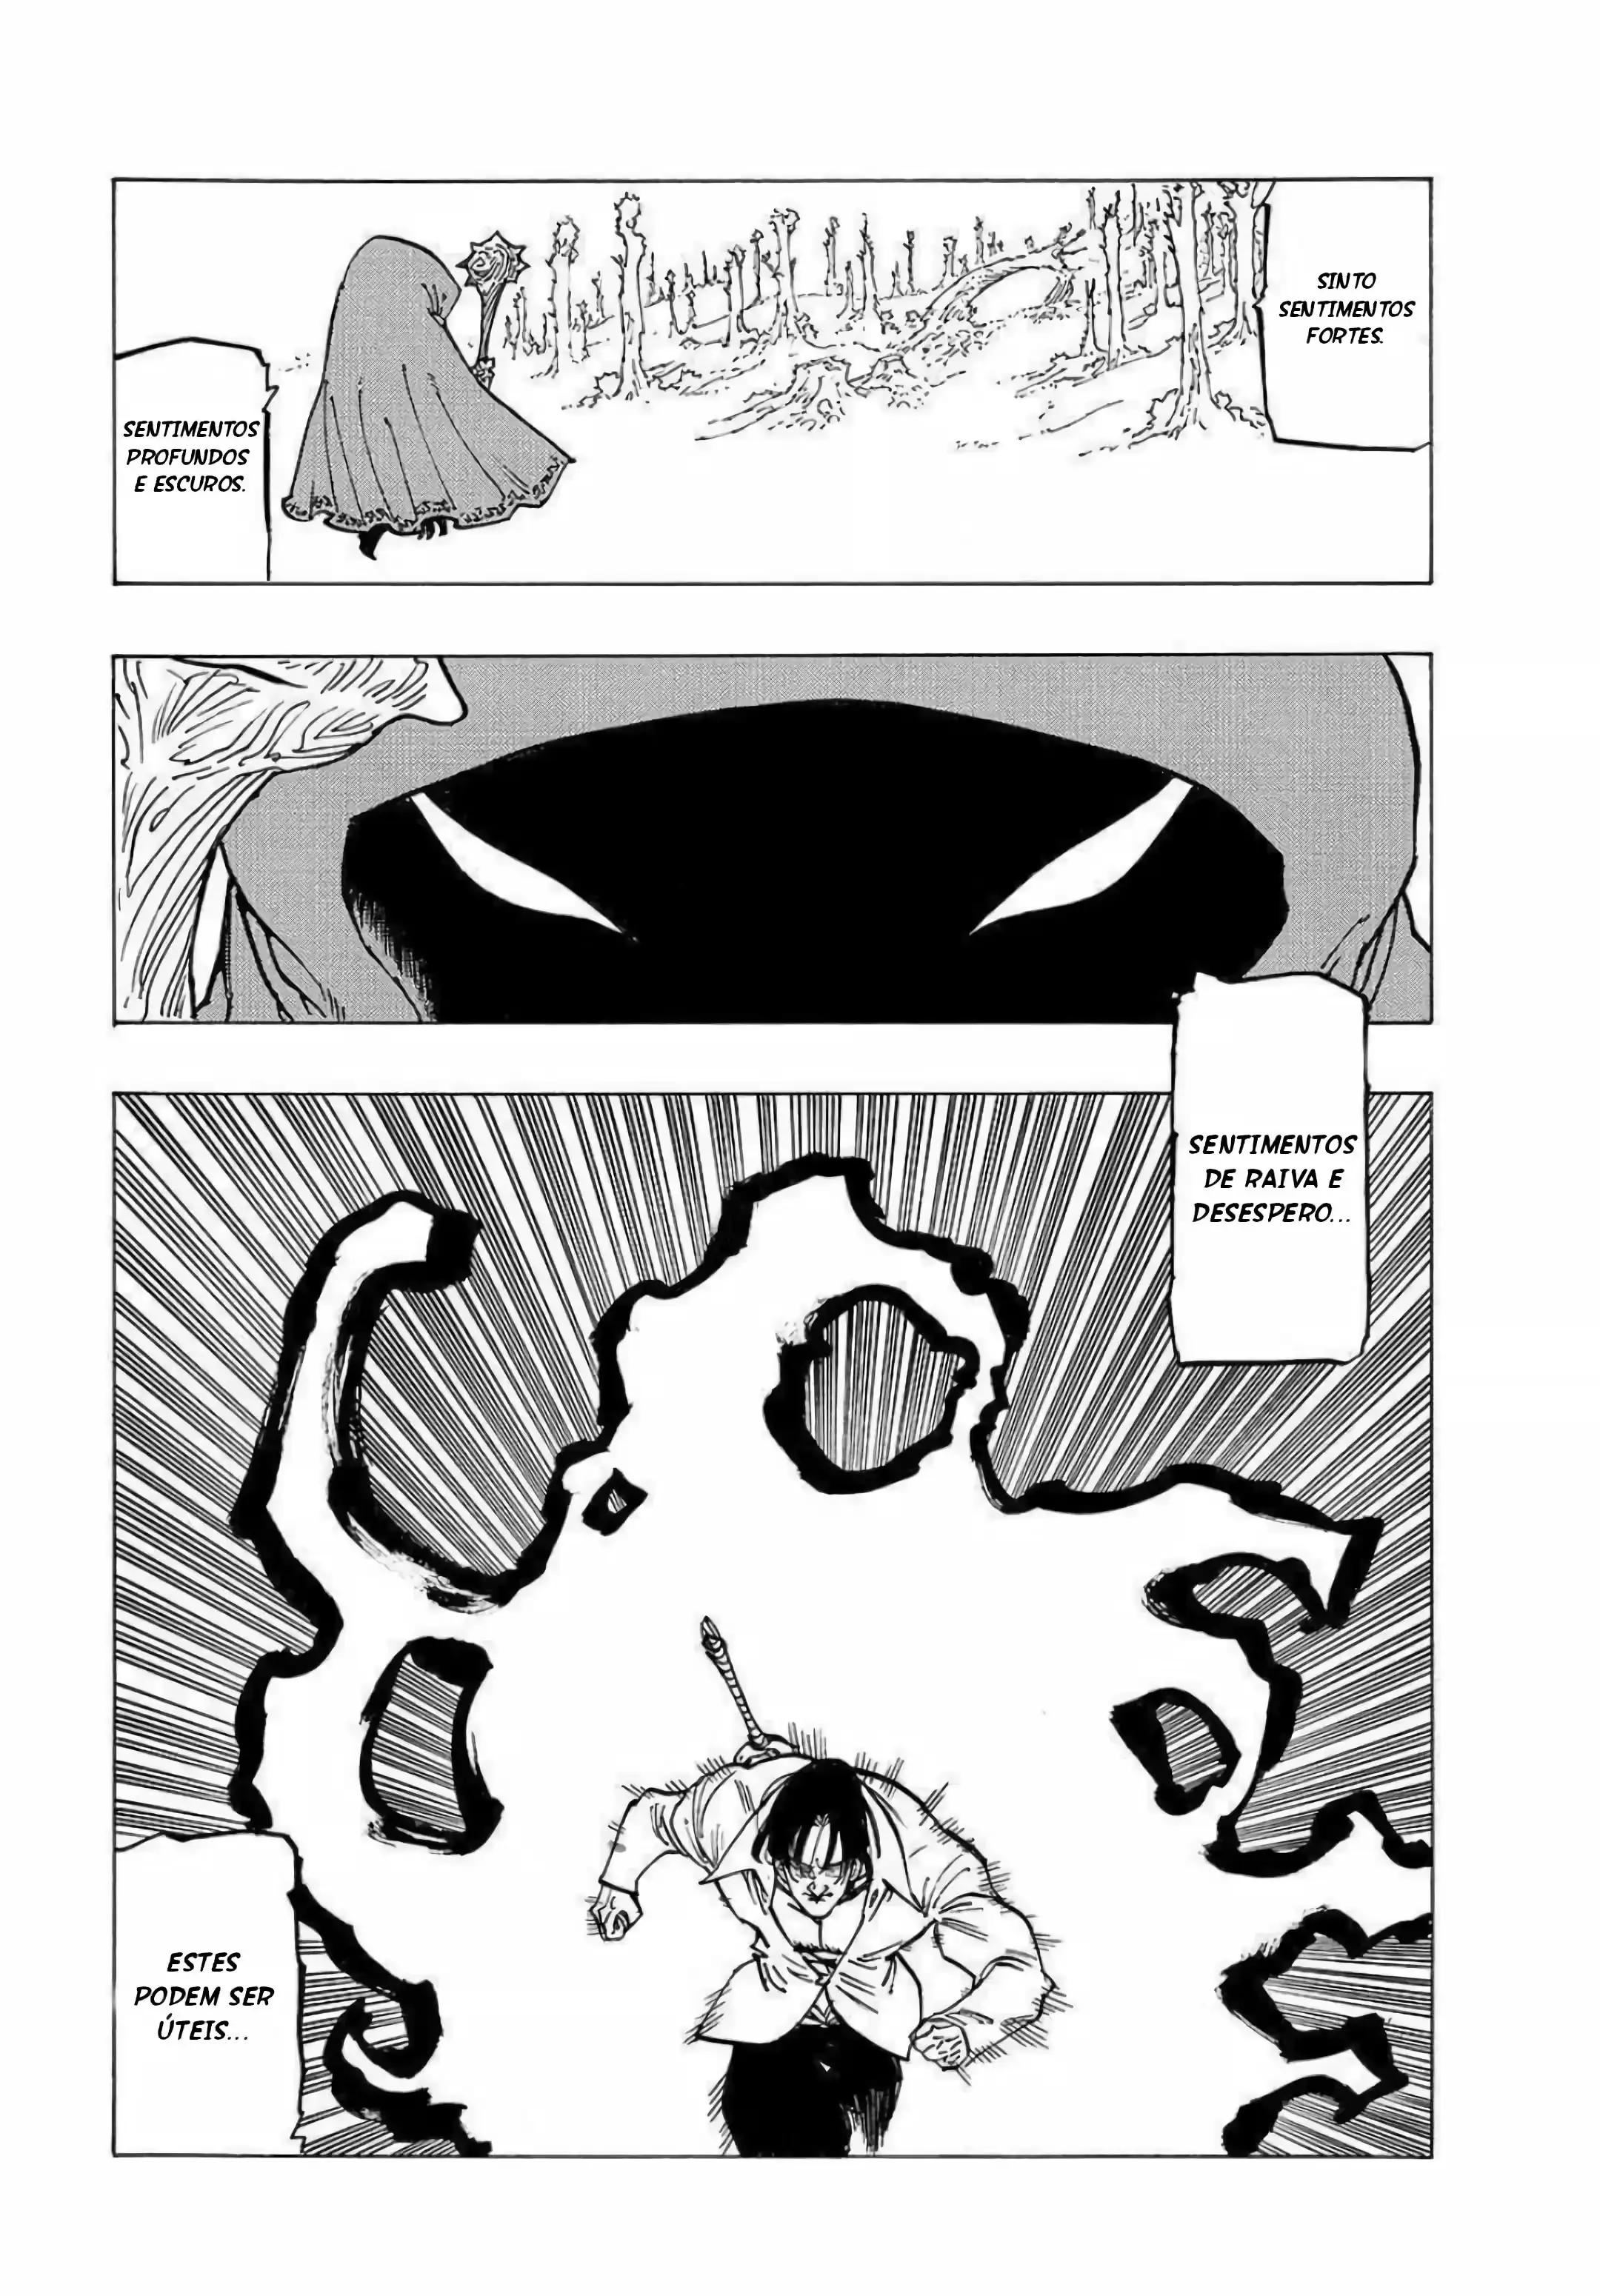 SINTO
SENTIMENTOS
FORTES.
SENTIMENTOS
PROFUNDOS
E ESCUROS.
SENTIMENTOS
DE RAIVA E
DESESPERO...
ESTES
PODEM SER
ÚTEIS...